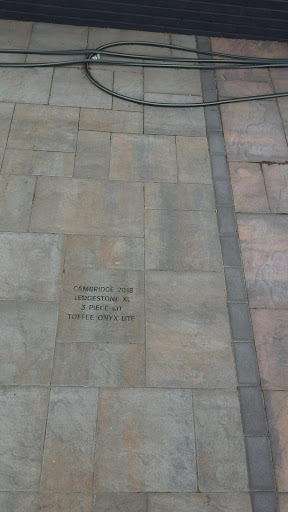 CAMBRIDGE 2018
LEDGESTONE XL
3 PIECE KIT
TOFFEE ONYX LITE